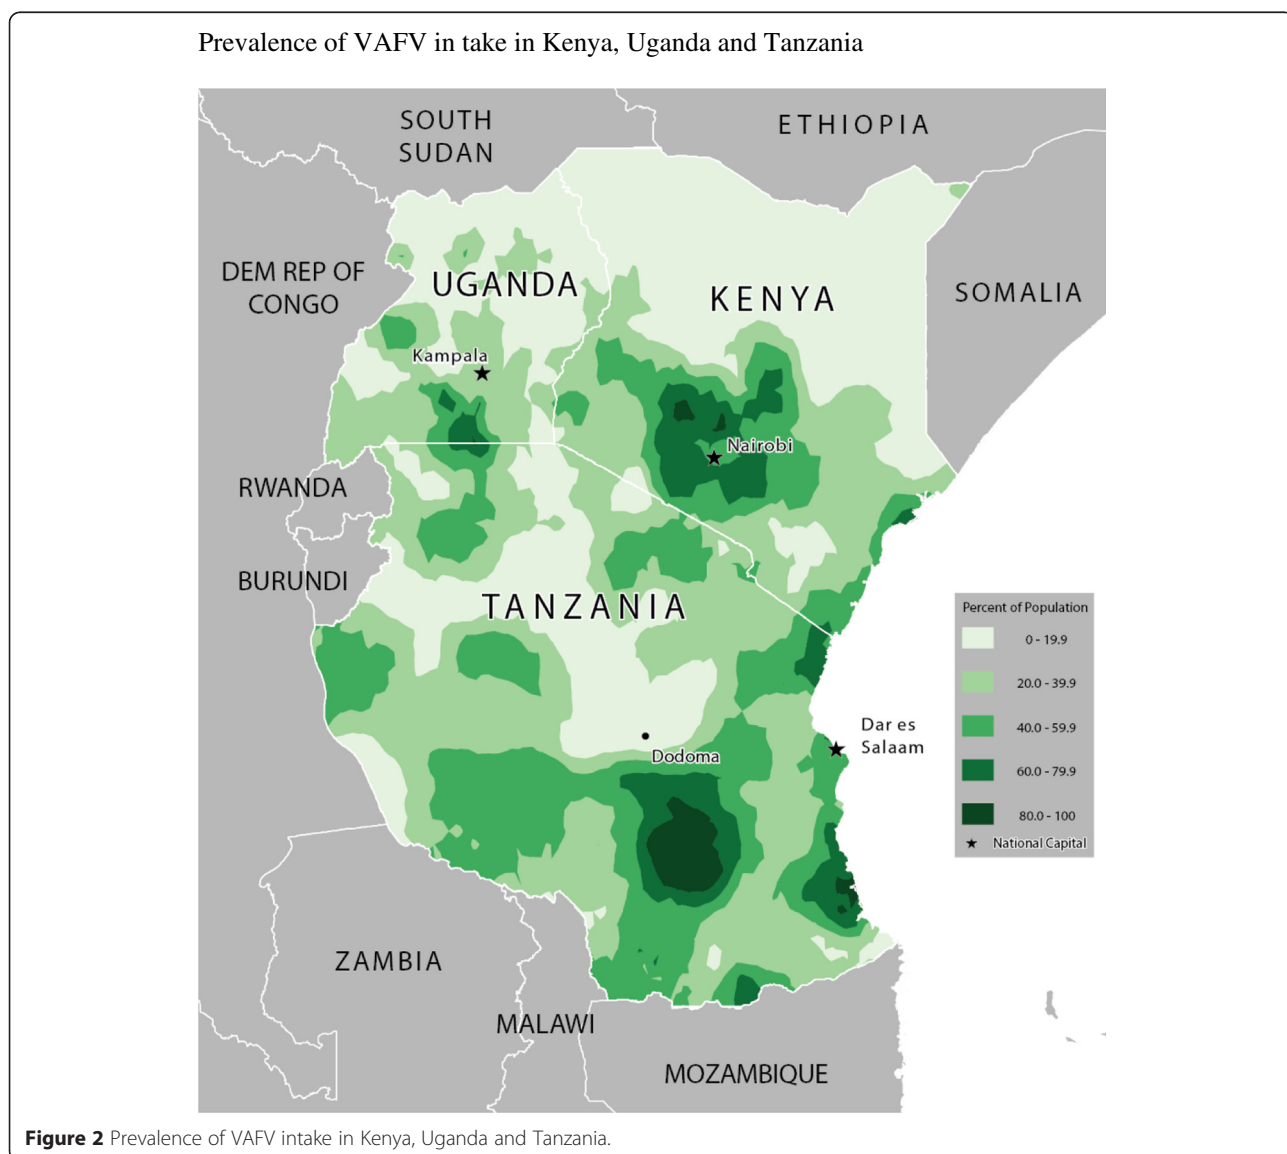 Prevalence of VAFV in take in Kenya, Uganda and Tanzania
SOUTH
SUDAN
ETHIOPIA
DEM REP OF
CONGO
UGANDA
KENYA
SOMALIA
Kampala
Nairobi
RWANDA
BURUNDI
TANZANIA
Percent of Population
0 - 19.9
20.0 - 39.9
40.0 - 59.9
60.0 - 79.9
80.0 - 100
National Capital
Dar es
Salaam
Dodoma
ZAMBIA
MALAWI
MOZAMBIQUE
Figure 2 Prevalence of VAFV intake in Kenya, Uganda and Tanzania.